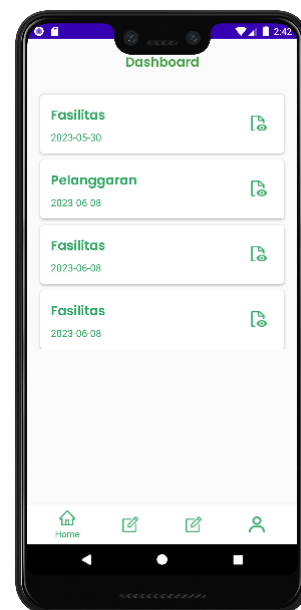 2:42
Dashboard
Fasilitas
2023-05-30
Pelanggaran
2023-06-08
Fasilitas
2023-06-08
Fasilitas
2023-06-08
Home